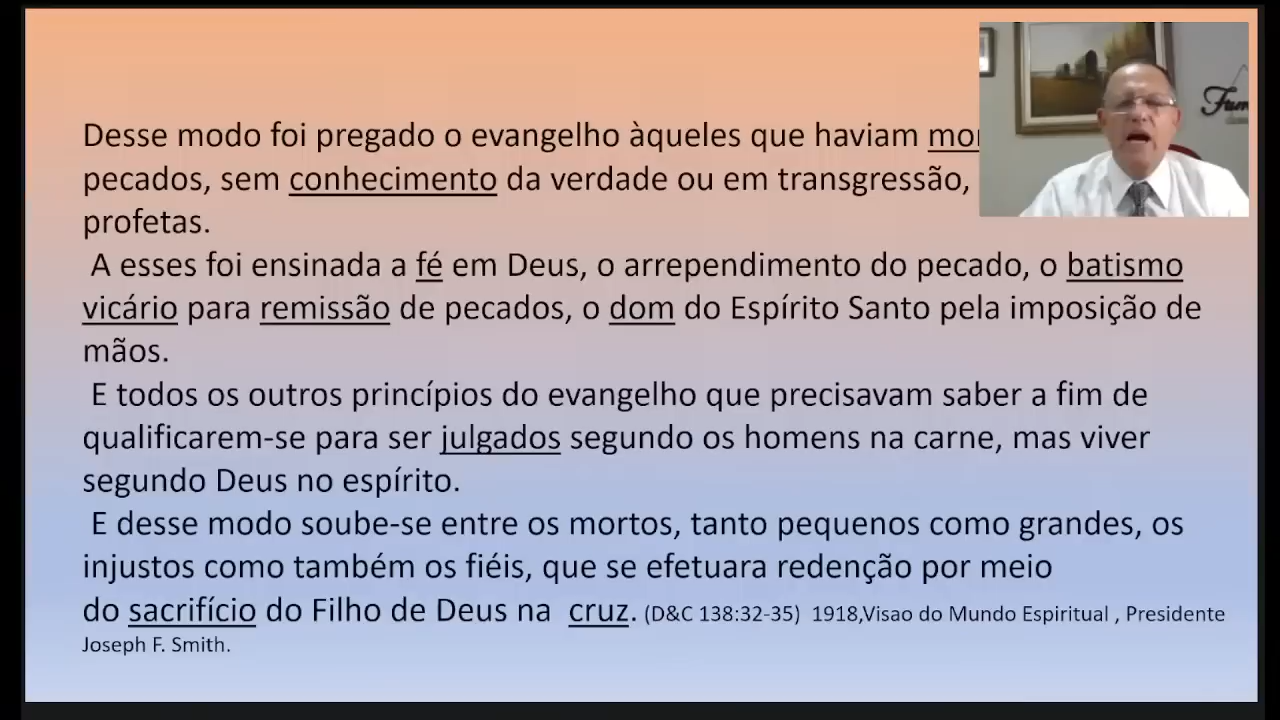 Desse modo foi pregado o evangelho àqueles que haviam
pecados, sem conhecimento da verdade ou em transgressão,
profetas.
A esses foi ensinada a fé em Deus, o arrependimento do pecado, o batismo
vicário para remissão de pecados, o dom do Espírito Santo pela imposição de
mãos.
E todos os outros princípios do evangelho que precisavam saber a fim de
qualificarem-se para ser julgados segundo os homens na carne, mas viver
segundo Deus no espírito.
E desse modo soube-se entre os mortos, tanto pequenos como grandes, os
injustos como também os fiéis, que se efetuara redenção por meio
do sacrifício do Filho de Deus na cruz. (D&C 138:32-35) 1918,Visao do Mundo Espiritual , Presidente
Joseph F. Smith.